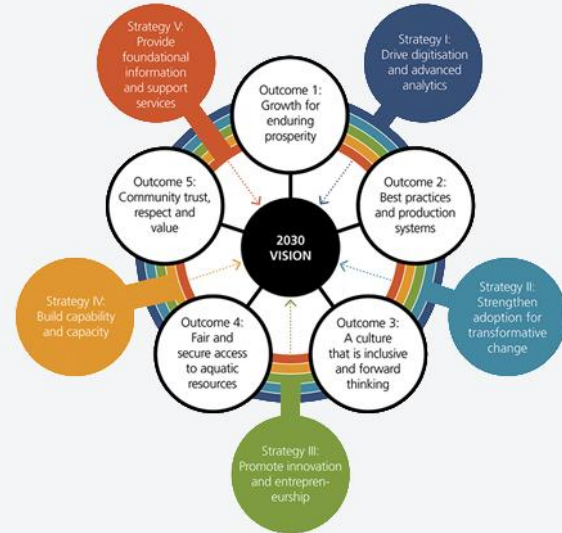 Strategy V:
Provide
foundational
information
and support
services
Strategy I:
Drive digitisation
and advanced
analytics
Outcome 1:
Growth for
enduring
prosperity
Outcome 5:
Community trust,
respect and
value
Outcome 2:
Best practices
and production
systems
2030
VISION
Strategy IV:
Build capability
and capacity
Strategy II:
Strengthen
adoption for
transformative
change
Outcome 4:
Fair and
secure access
to aquatic
resources
Outcome 3:
A culture
that is inclusive
and forward
thinking
Strategy III:
Promote innovation
and entrepren-
eurship